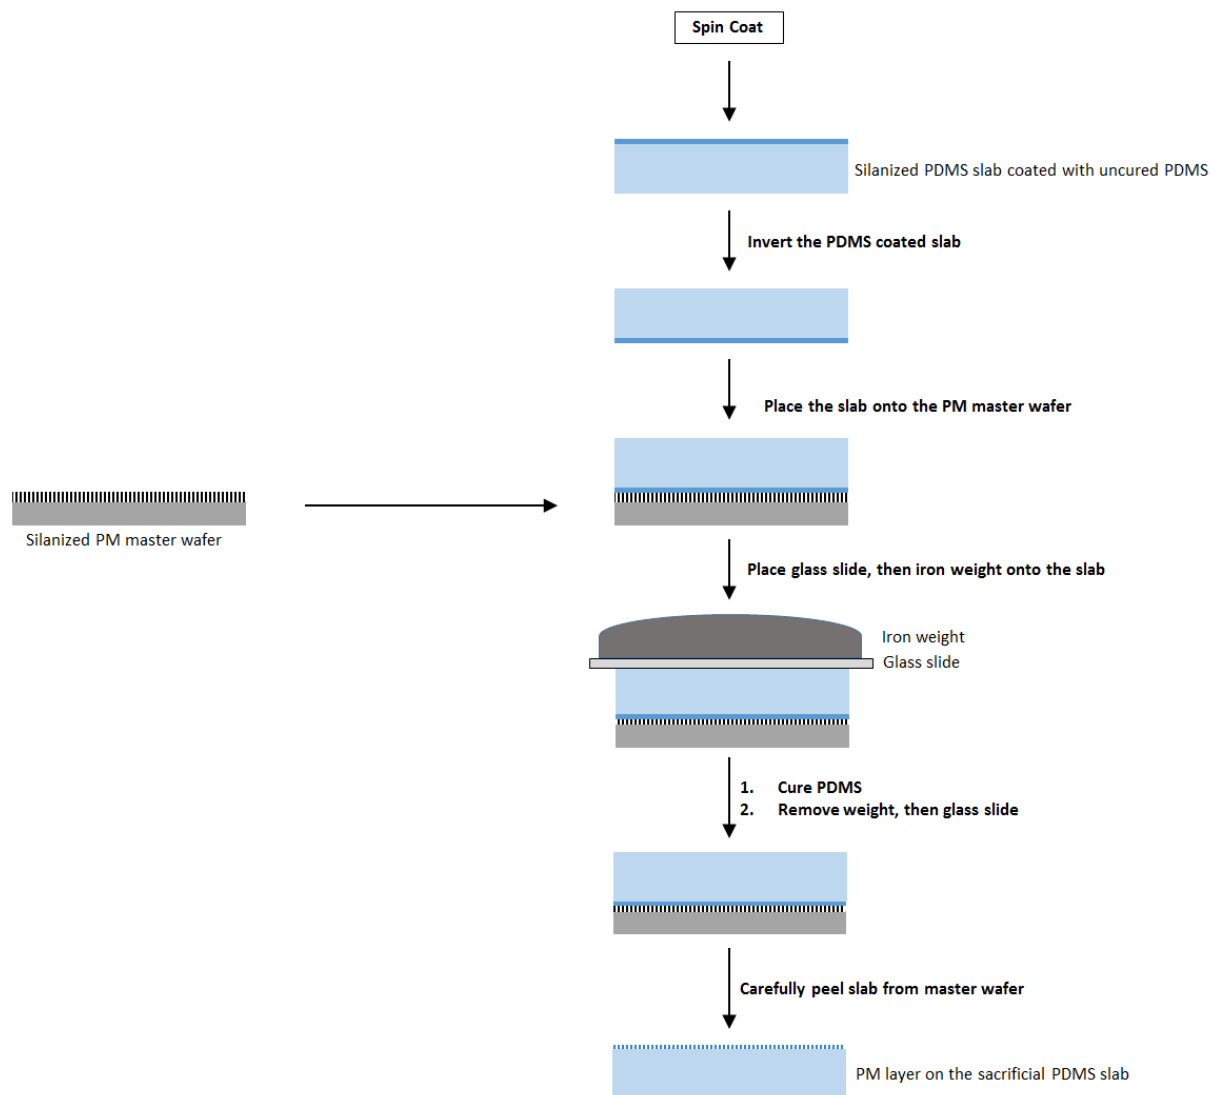 Spin Coat
Silanized PDMS slab coated with uncured PDMS
Invert the PDMS coated slab
Place the slab onto the PM master wafer
Silanized PM master wafer
Place glass slide, then iron weight onto the slab
Iron weight
Glass slide
1. Cure PDMS
2. Remove weight, then glass slide
Carefully peel slab from master wafer
PM layer on the sacrificial PDMS slab